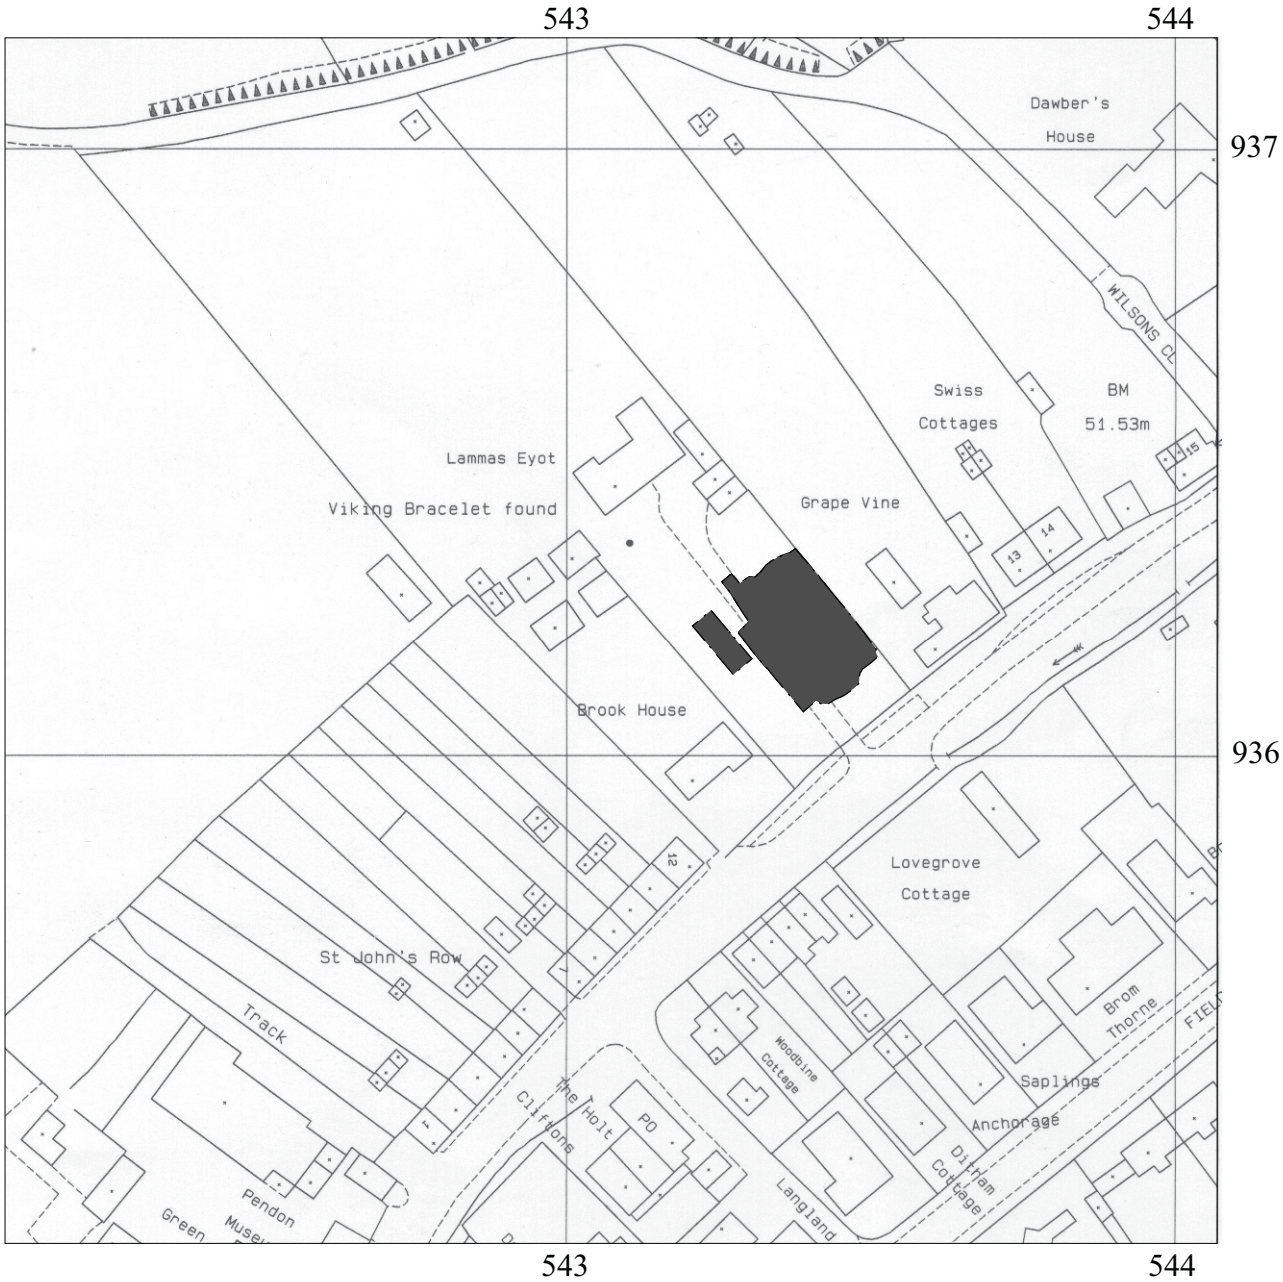 543
544
Dawber's
House
937
WILSONS CL
Swiss
Cottages
BM
51.53m
15
Lammas Eyot
Viking Bracelet found
Grape Vine
14
13
Brook House
936
12
Lovegrove
Cottage
St John's Row
Track
Brom
Thorne
Woodbine
Cottage
Saplings
Anchorage
The Holt
Cliftons
PO
Ditham
Cottage
Langland
Pendon
Green
543
544